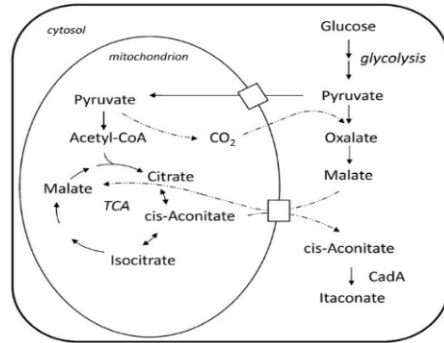 cytosol
Glucose
glycolysis
mitochondrion
Pyruvate
Pyruvate
Acetyl-CoA
CO2
Oxalate
Malate
Citrate
Malate
TCA
cis-Aconitate
Isocitrate
cis-Aconitate
CadA
Itaconate